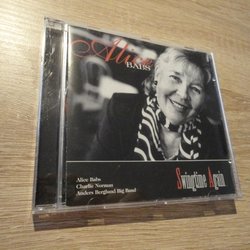 Alice
BABS
Alice Babs
Charlie Norman
Anders Berglund Big Band
Swingtime Again